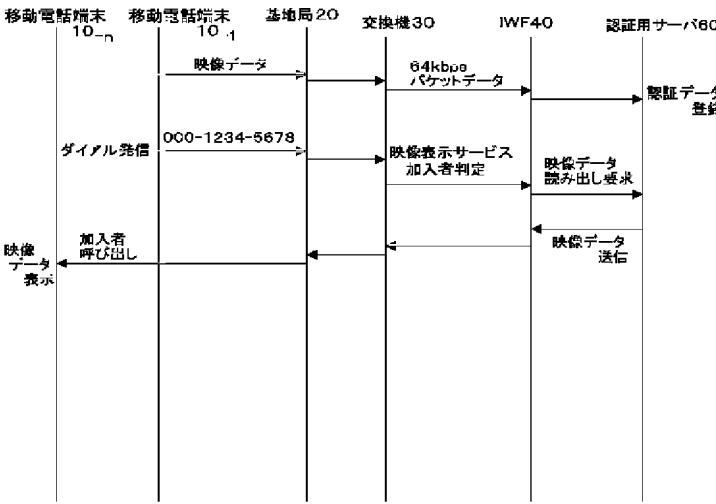 移動電話端末
10-n
移動電話端末
10-1
基地局20
交換機30
IWF40
認証用サーバ60
映像データ
64kbps
パケットデータ
認証データ
登録
ダイアル発信
000-1234-5678
映像表示サービス
加入者判定
映像データ
読み出し要求
映像データ
送信
加入者
呼び出し
映像
データ
表示